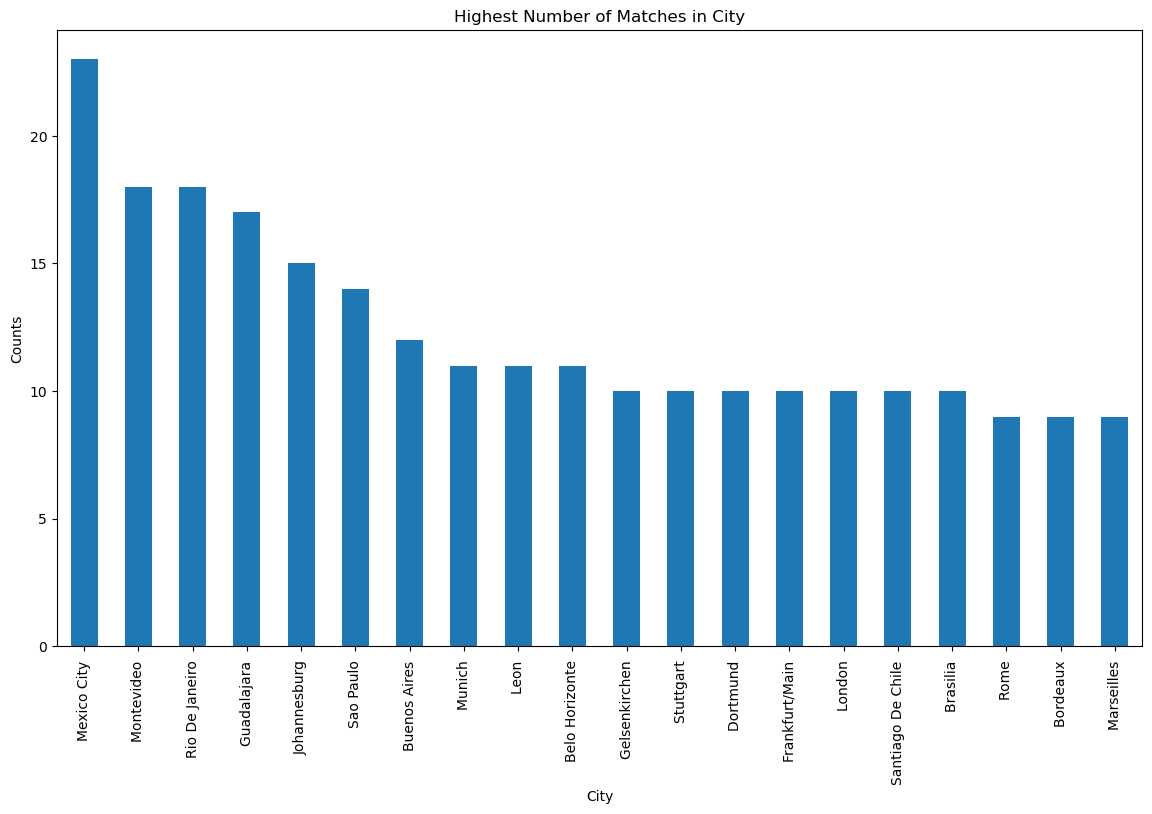 Highest Number of Matches in City
Counts
20
15
10
5
0
Mexico City
Montevideo
Rio De Janeiro
Guadalajara
Johannesburg
Sao Paulo
Buenos Aires
Munich
Leon
Belo Horizonte
Gelsenkirchen
Stuttgart
Dortmund
Frankfurt/Main
London
Santiago De Chile
Brasilia
Rome
Bordeaux
Marseilles
City